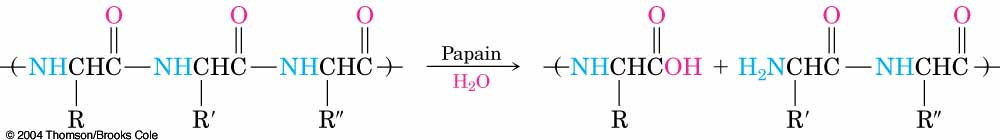 O O O O O O
Papain
NHCHC NHCHC NHCHC NHCHCOH + H₂NCHC NHCHC
H₂O
R R′ R″ R R′ R″
© 2004 Thomson/Brooks Cole